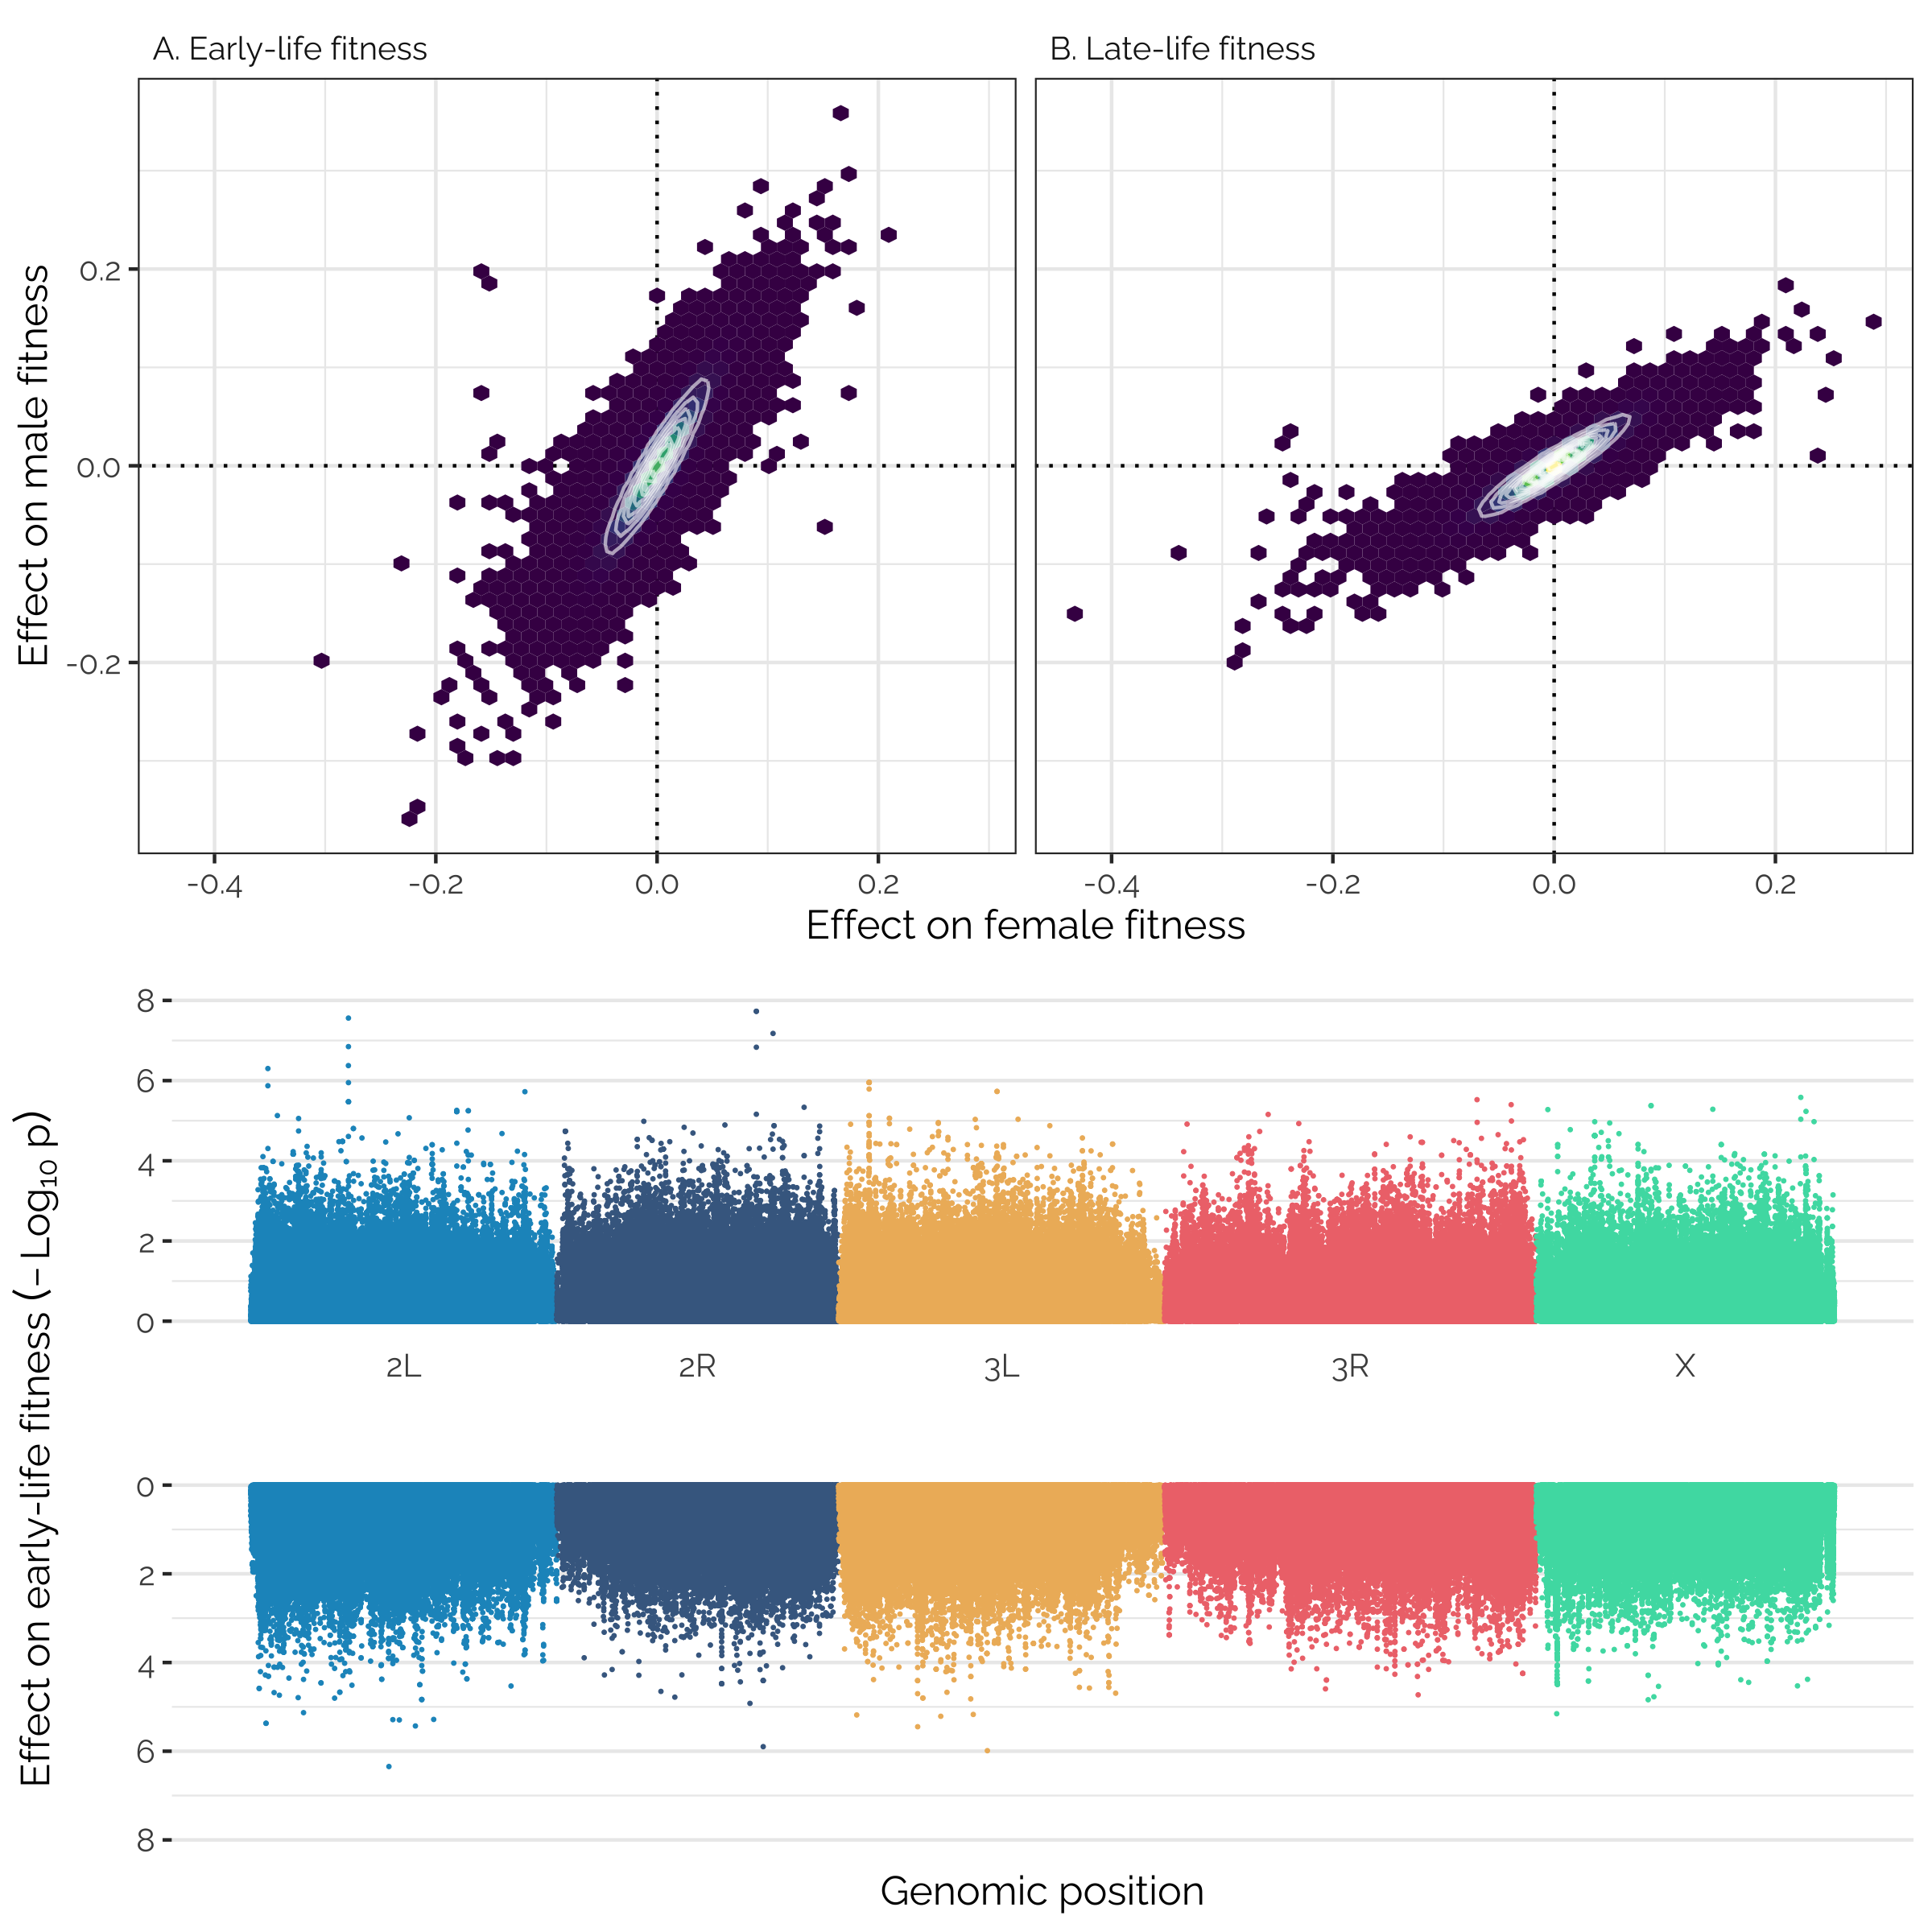 A. Early-life fitness
B. Late-life fitness
Effect on male fitness
0.2
0.0
-0.2
-0.4
-0.2
0.0
0.2
-0.4
-0.2
0.0
0.2
Effect on female fitness
Effect on early-life fitness (− Log₁₀ p)
8
6
4
2
0
2L
2R
3L
3R
X
0
2
4
6
8
Genomic position